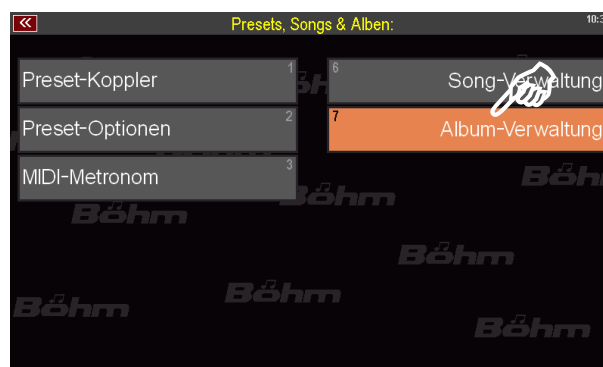 Presets, Songs & Alben:
10:3
Preset-Koppler 1
6 Song-Verwaltung
Preset-Optionen 2
7 Album-Verwaltung
MIDI-Metronom 3
Böhm
Böhm
Böhm
Böhm
Böhm
Böhm
Böhm